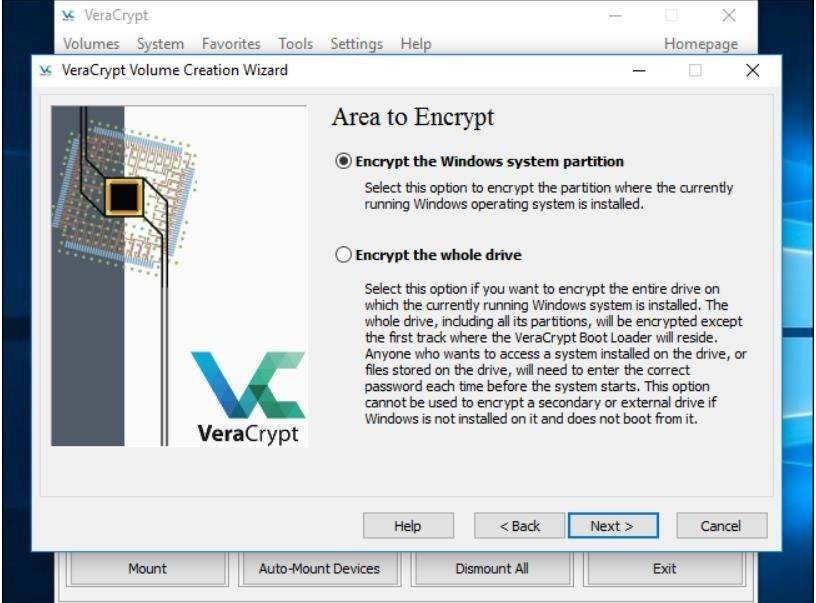 VeraCrypt
Volumes System Favorites Tools Settings Help Homepage
VeraCrypt Volume Creation Wizard
Area to Encrypt
Encrypt the Windows system partition
Select this option to encrypt the partition where the currently
running Windows operating system is installed.
Encrypt the whole drive
Select this option if you want to encrypt the entire drive on
which the currently running Windows system is installed. The
whole drive, including all its partitions, will be encrypted except
the first track where the VeraCrypt Boot Loader will reside.
Anyone who wants to access a system installed on the drive, or
files stored on the drive, will need to enter the correct
password each time before the system starts. This option
cannot be used to encrypt a secondary or external drive if
Windows is not installed on it and does not boot from it.
VeraCrypt
Help < Back Next > Cancel
Mount Auto-Mount Devices Dismount All Exit